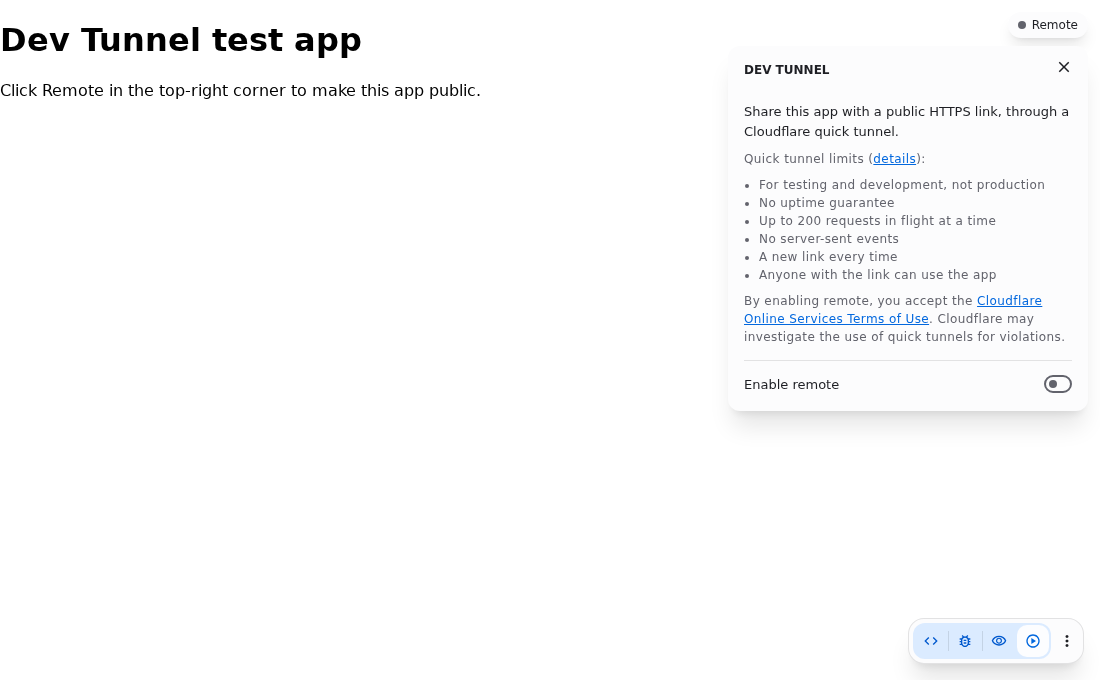 Dev Tunnel test app
Click Remote in the top-right corner to make this app public.
Remote
DEV TUNNEL
Share this app with a public HTTPS link, through a
Cloudflare quick tunnel.
Quick tunnel limits (details):
• For testing and development, not production
• No uptime guarantee
• Up to 200 requests in flight at a time
• No server-sent events
• A new link every time
• Anyone with the link can use the app
By enabling remote, you accept the Cloudflare
Online Services Terms of Use. Cloudflare may
investigate the use of quick tunnels for violations.
Enable remote